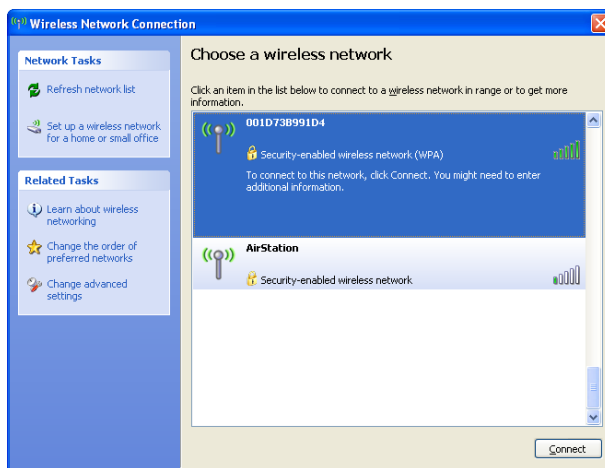 Wireless Network Connection
Network Tasks
Refresh network list
Set up a wireless network
for a home or small office
Related Tasks
Learn about wireless
networking
Change the order of
preferred networks
Change advanced
settings
Choose a wireless network
Click an item in the list below to connect to a wireless network in range or to get more
information.
001D73B991D4
Security-enabled wireless network (WPA)
To connect to this network, click Connect. You might need to enter
additional information.
AirStation
Security-enabled wireless network
Connect